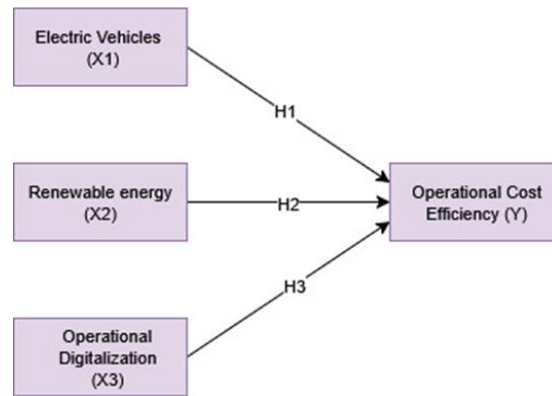 Electric Vehicles
(X1)
H1
Renewable energy
(X2)
H2
Operational Cost
Efficiency (Y)
H3
Operational
Digitalization
(X3)